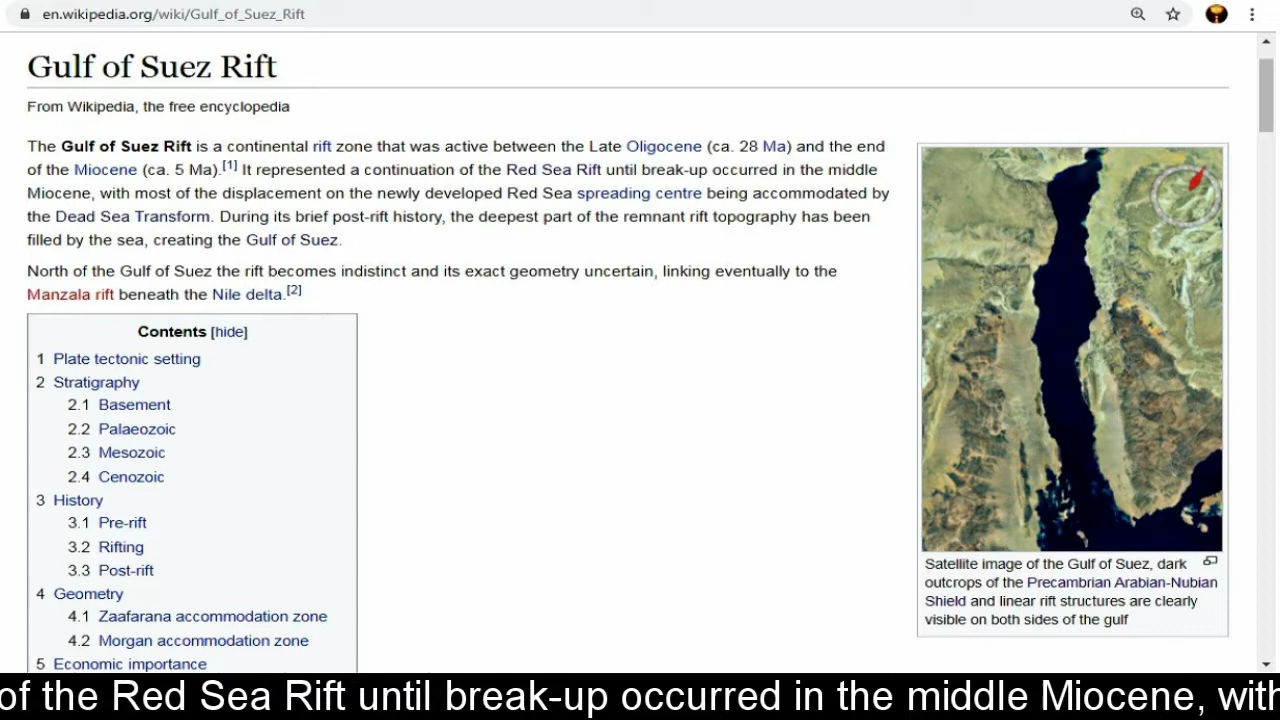 en.wikipedia.org/wiki/Gulf_of_Suez_Rift
Gulf of Suez Rift
From Wikipedia, the free encyclopedia
The Gulf of Suez Rift is a continental rift zone that was active between the Late Oligocene (ca. 28 Ma) and the end
of the Miocene (ca. 5 Ma).[1] It represented a continuation of the Red Sea Rift until break-up occurred in the middle
Miocene, with most of the displacement on the newly developed Red Sea spreading centre being accommodated by
the Dead Sea Transform. During its brief post-rift history, the deepest part of the remnant rift topography has been
filled by the sea, creating the Gulf of Suez.
North of the Gulf of Suez the rift becomes indistinct and its exact geometry uncertain, linking eventually to the
Manzala rift beneath the Nile delta.[2]
Contents [hide]
1 Plate tectonic setting
2 Stratigraphy
2.1 Basement
2.2 Palaeozoic
2.3 Mesozoic
2.4 Cenozoic
3 History
3.1 Pre-rift
3.2 Rifting
3.3 Post-rift
4 Geometry
4.1 Zaafarana accommodation zone
4.2 Morgan accommodation zone
5 Economic importance
Satellite image of the Gulf of Suez, dark
outcrops of the Precambrian Arabian-Nubian
Shield and linear rift structures are clearly
visible on both sides of the gulf
of the Red Sea Rift until break-up occurred in the middle Miocene, with